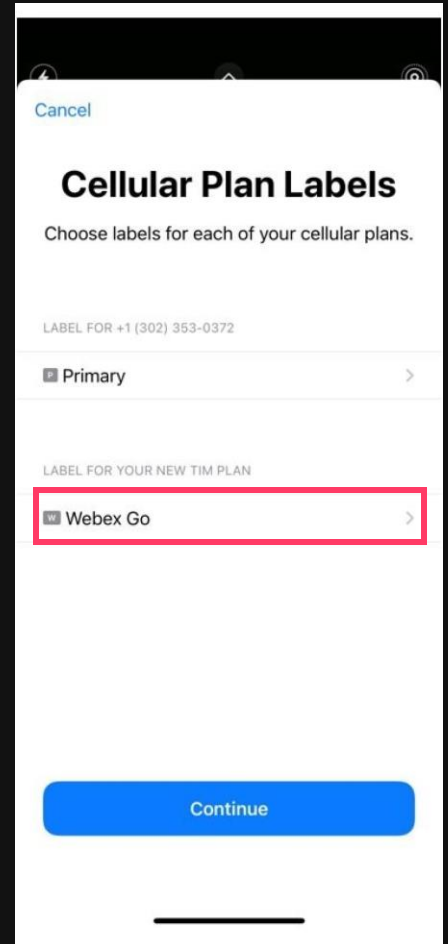 Cancel
Cellular Plan Labels
Choose labels for each of your cellular plans.
LABEL FOR +1 (302) 353-0372
P Primary
LABEL FOR YOUR NEW TIM PLAN
W Webex Go
Continue